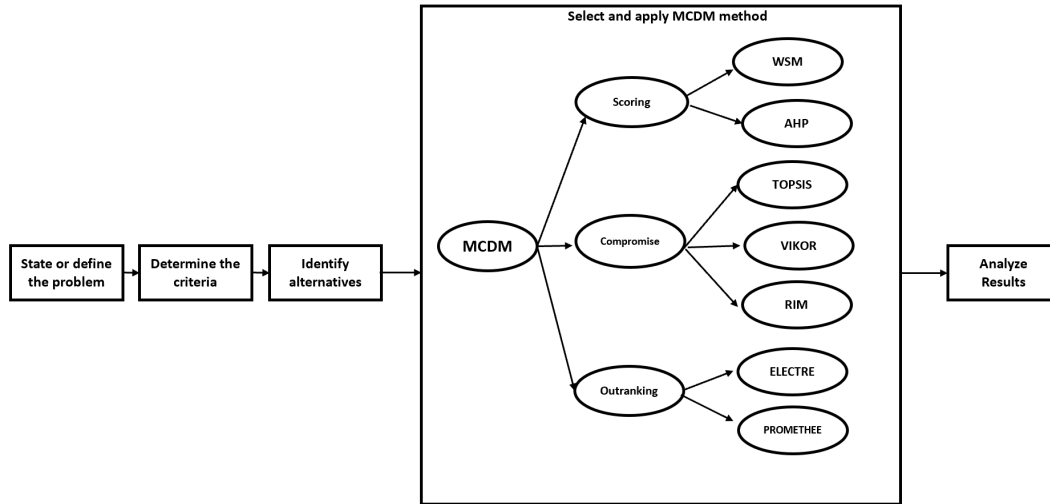 Select and apply MCDM method
State or define
the problem
Determine the
criteria
Identify
alternatives
MCDM
Scoring
WSM
AHP
Compromise
TOPSIS
VIKOR
RIM
Outranking
ELECTRE
PROMETHEE
Analyze
Results